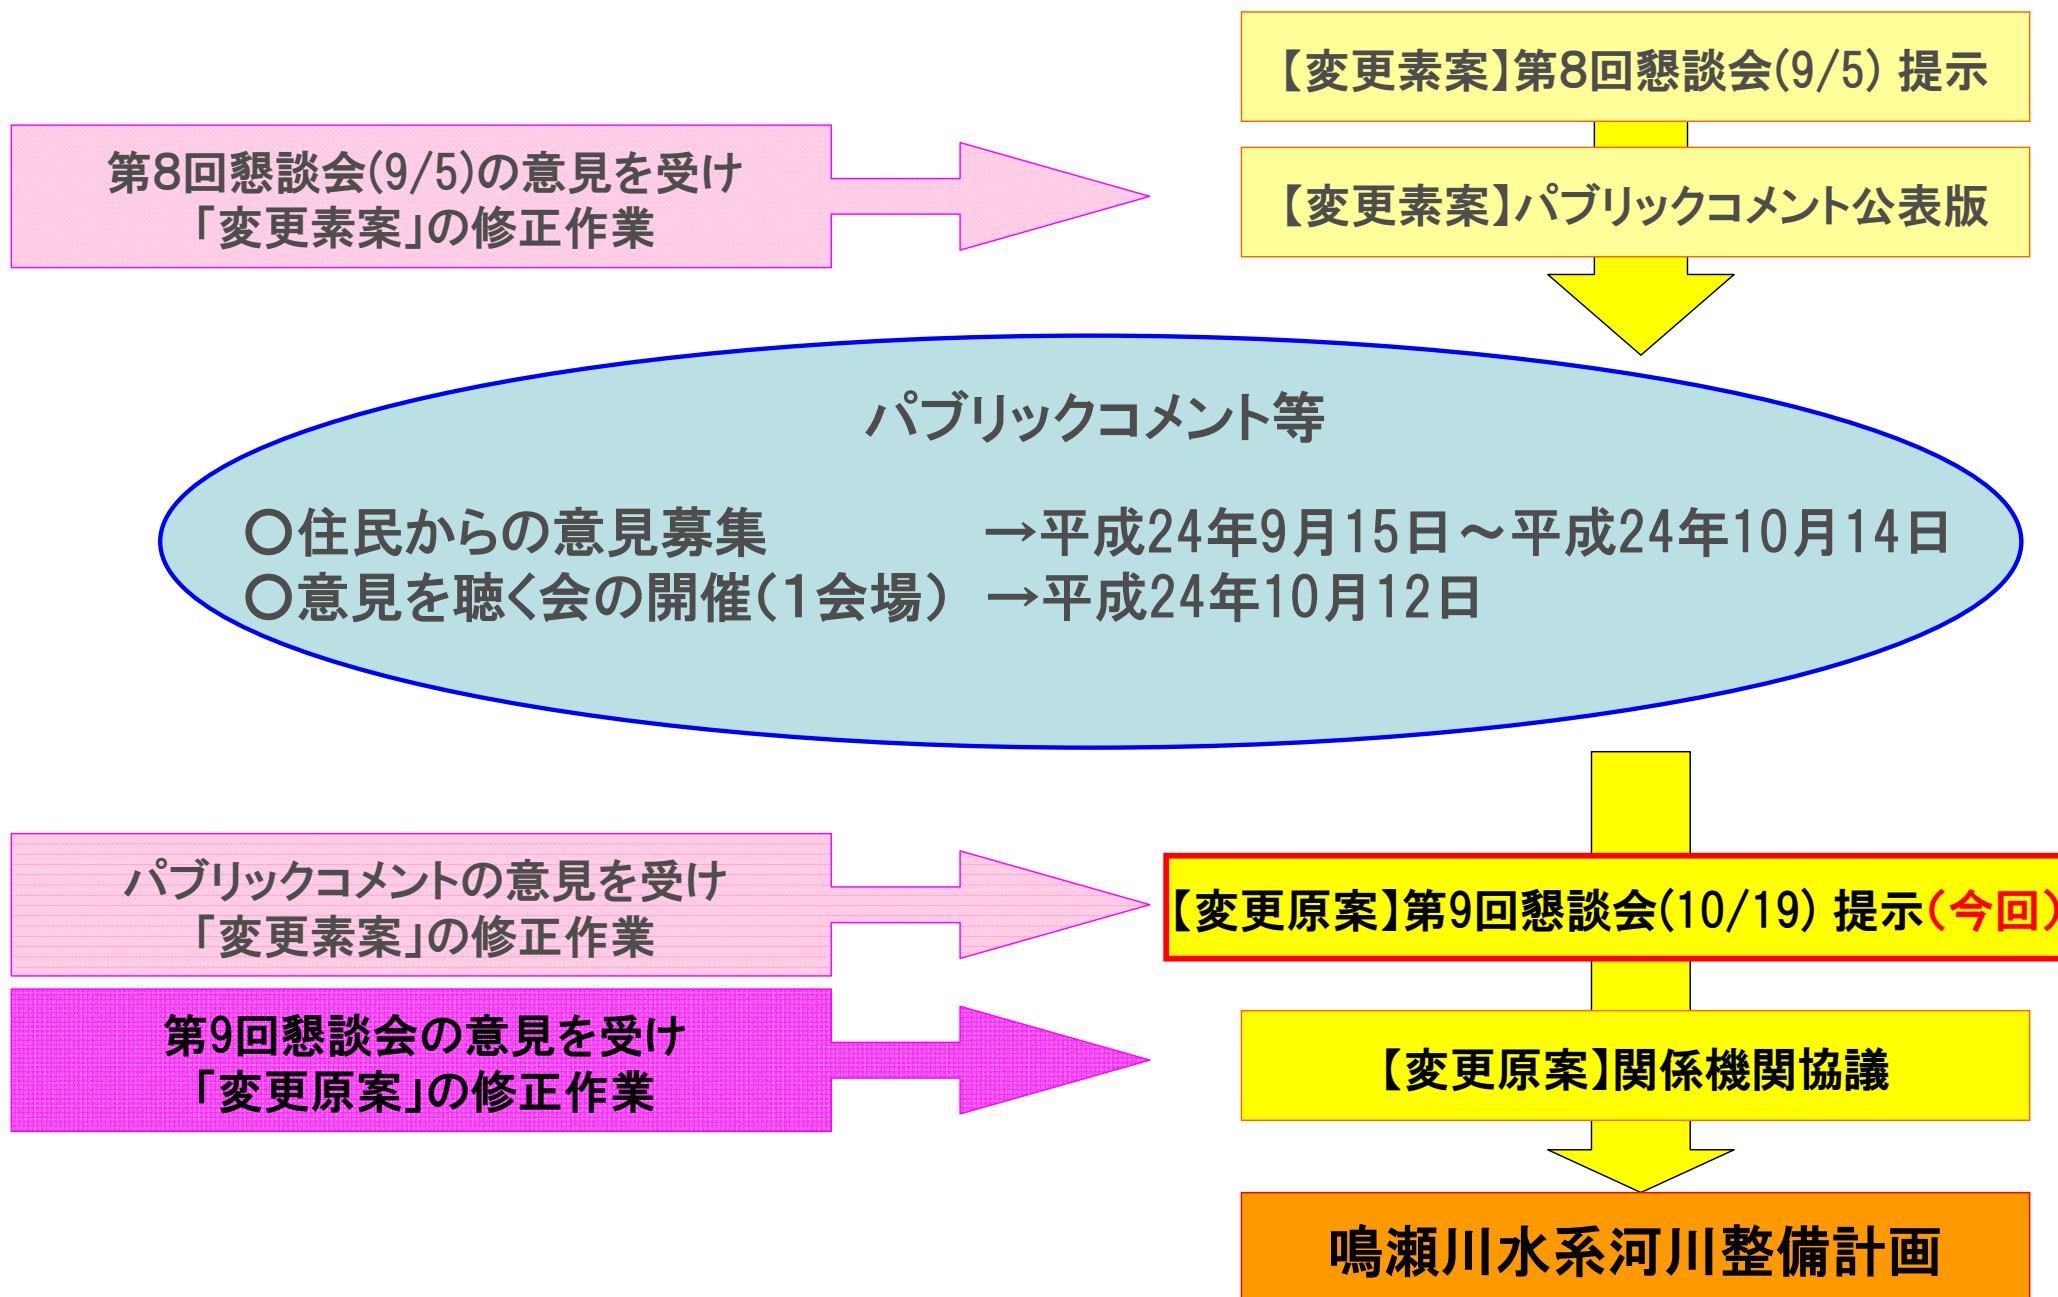 【変更素案】第8回懇談会(9/5) 提示
第8回懇談会(9/5)の意見を受け
「変更素案」の修正作業
【変更素案】パブリックコメント公表版
パブリックコメント等
○住民からの意見募集 →平成24年9月15日～平成24年10月14日
○意見を聴く会の開催(1会場) →平成24年10月12日
パブリックコメントの意見を受け
「変更素案」の修正作業
【変更原案】第9回懇談会(10/19) 提示(今回)
第9回懇談会の意見を受け
「変更原案」の修正作業
【変更原案】関係機関協議
鳴瀬川水系河川整備計画